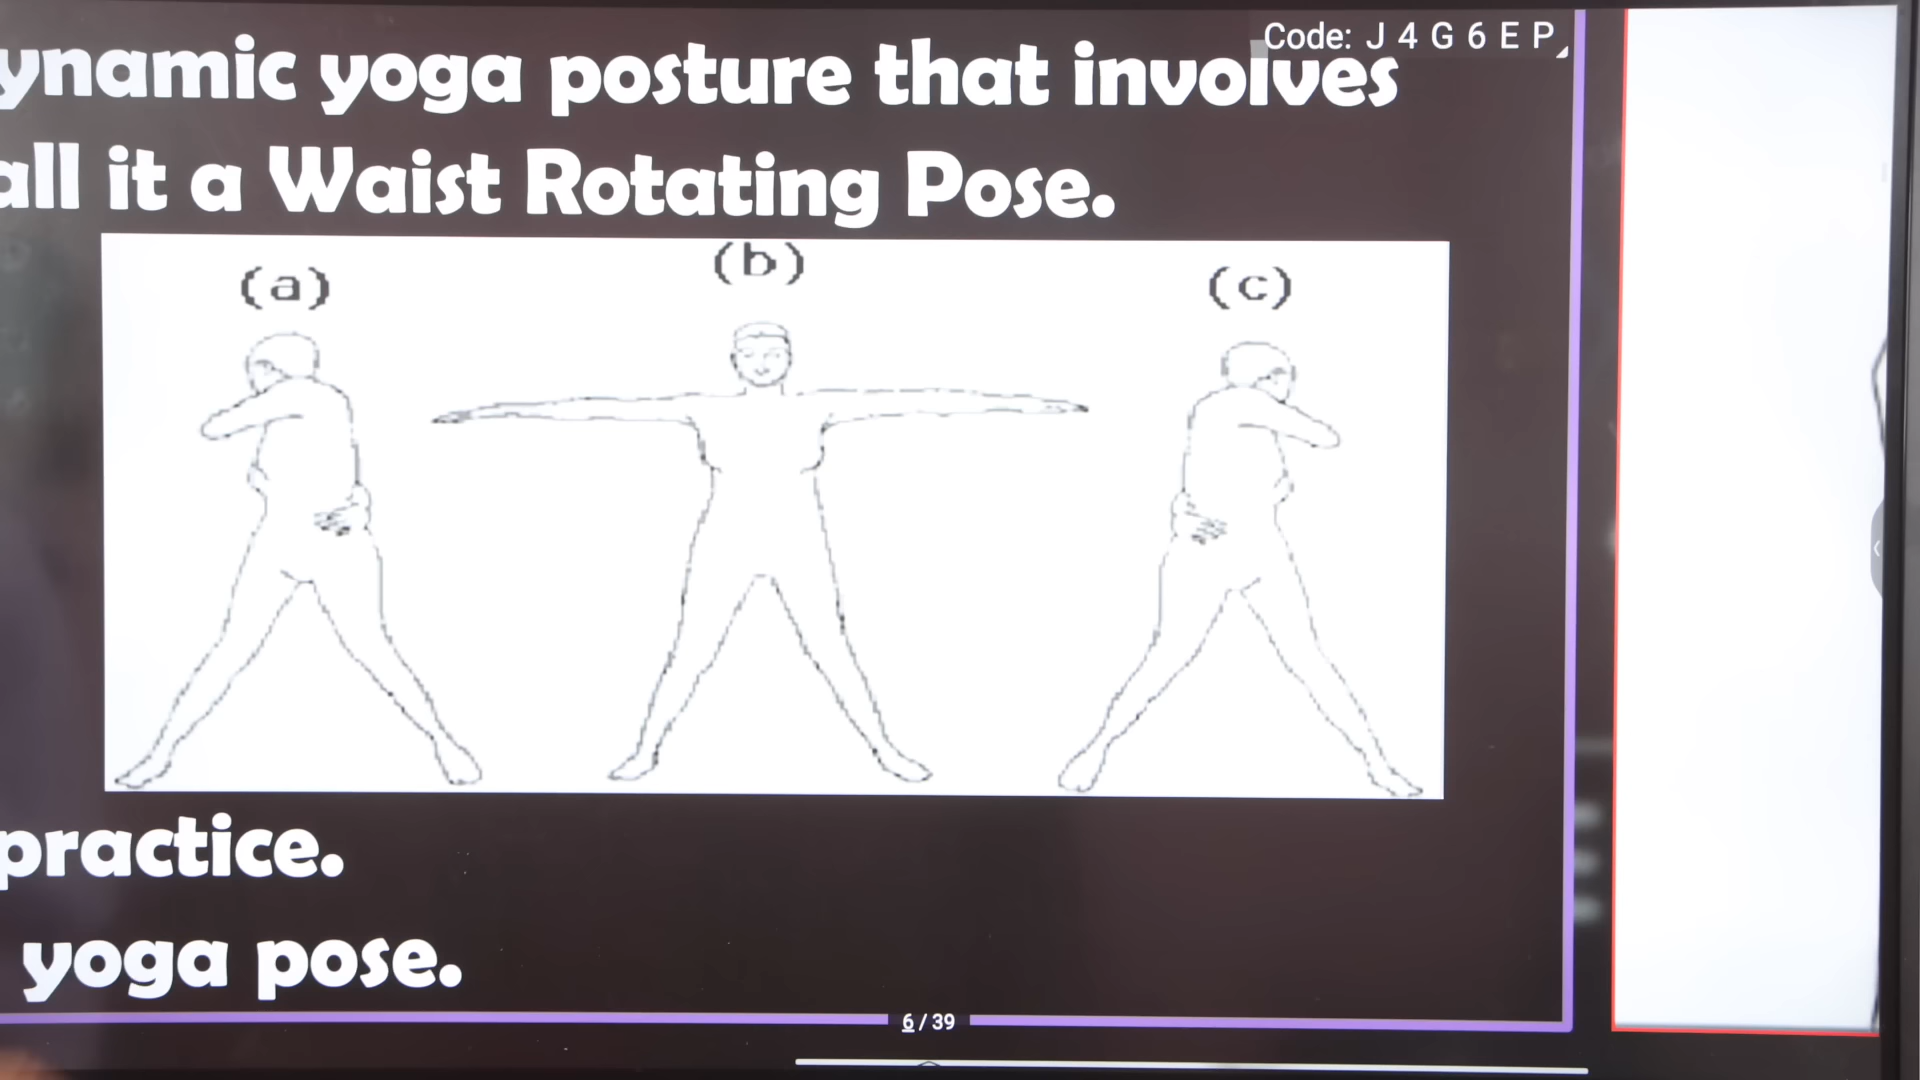 Code: J 4 G 6 E P
ynamic yoga posture that involves
all it a Waist Rotating Pose.
(a) (b) (c)
practice.
yoga pose.
6 / 39